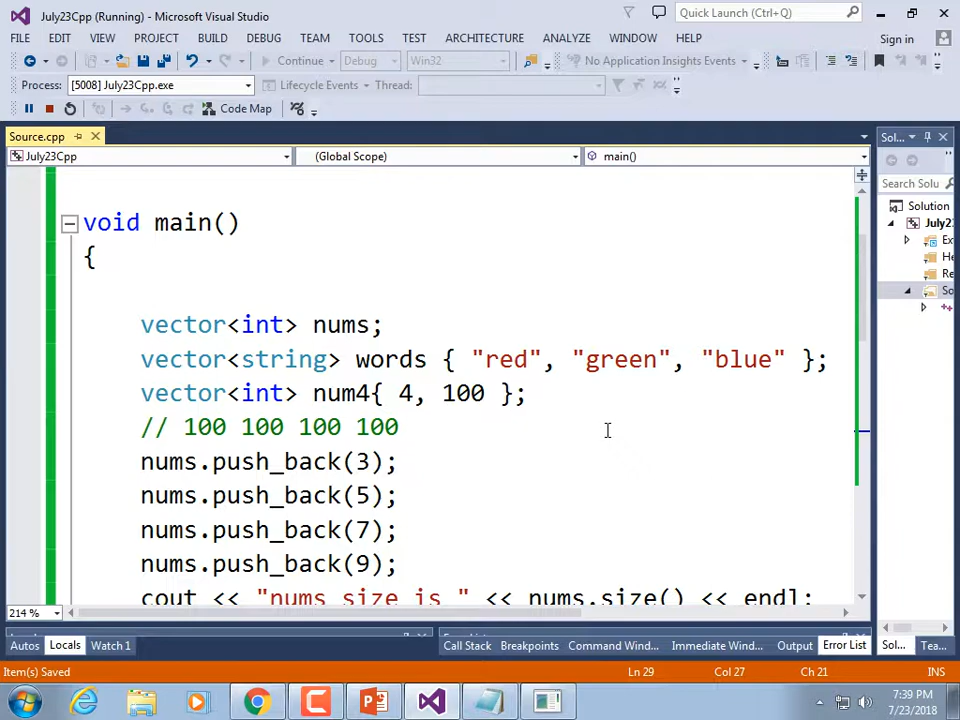 July23Cpp (Running) - Microsoft Visual Studio
Quick Launch (Ctrl+Q)
FILE EDIT VIEW PROJECT BUILD DEBUG TEAM TOOLS TEST ARCHITECTURE ANALYZE WINDOW HELP
Sign in
Continue Debug Win32 No Application Insights Events
Process: [5008] July23Cpp.exe Lifecycle Events Thread:
Code Map
Source.cpp
Sol...
July23Cpp (Global Scope) main()
Search Solu
Solution
July2
Ex
He
Re
So
void main()
{
vector<int> nums;
vector<string> words { "red", "green", "blue" };
vector<int> num4{ 4, 100 };
// 100 100 100 100
nums.push_back(3);
nums.push_back(5);
nums.push_back(7);
nums.push_back(9);
cout << "nums size is " << nums.size() << endl;
214 %
Autos Locals Watch 1
Call Stack Breakpoints Command Wind... Output Immediate Wind... Error List
Sol... Tea...
Item(s) Saved Ln 29 Col 27 Ch 21 INS
7:39 PM
7/23/2018